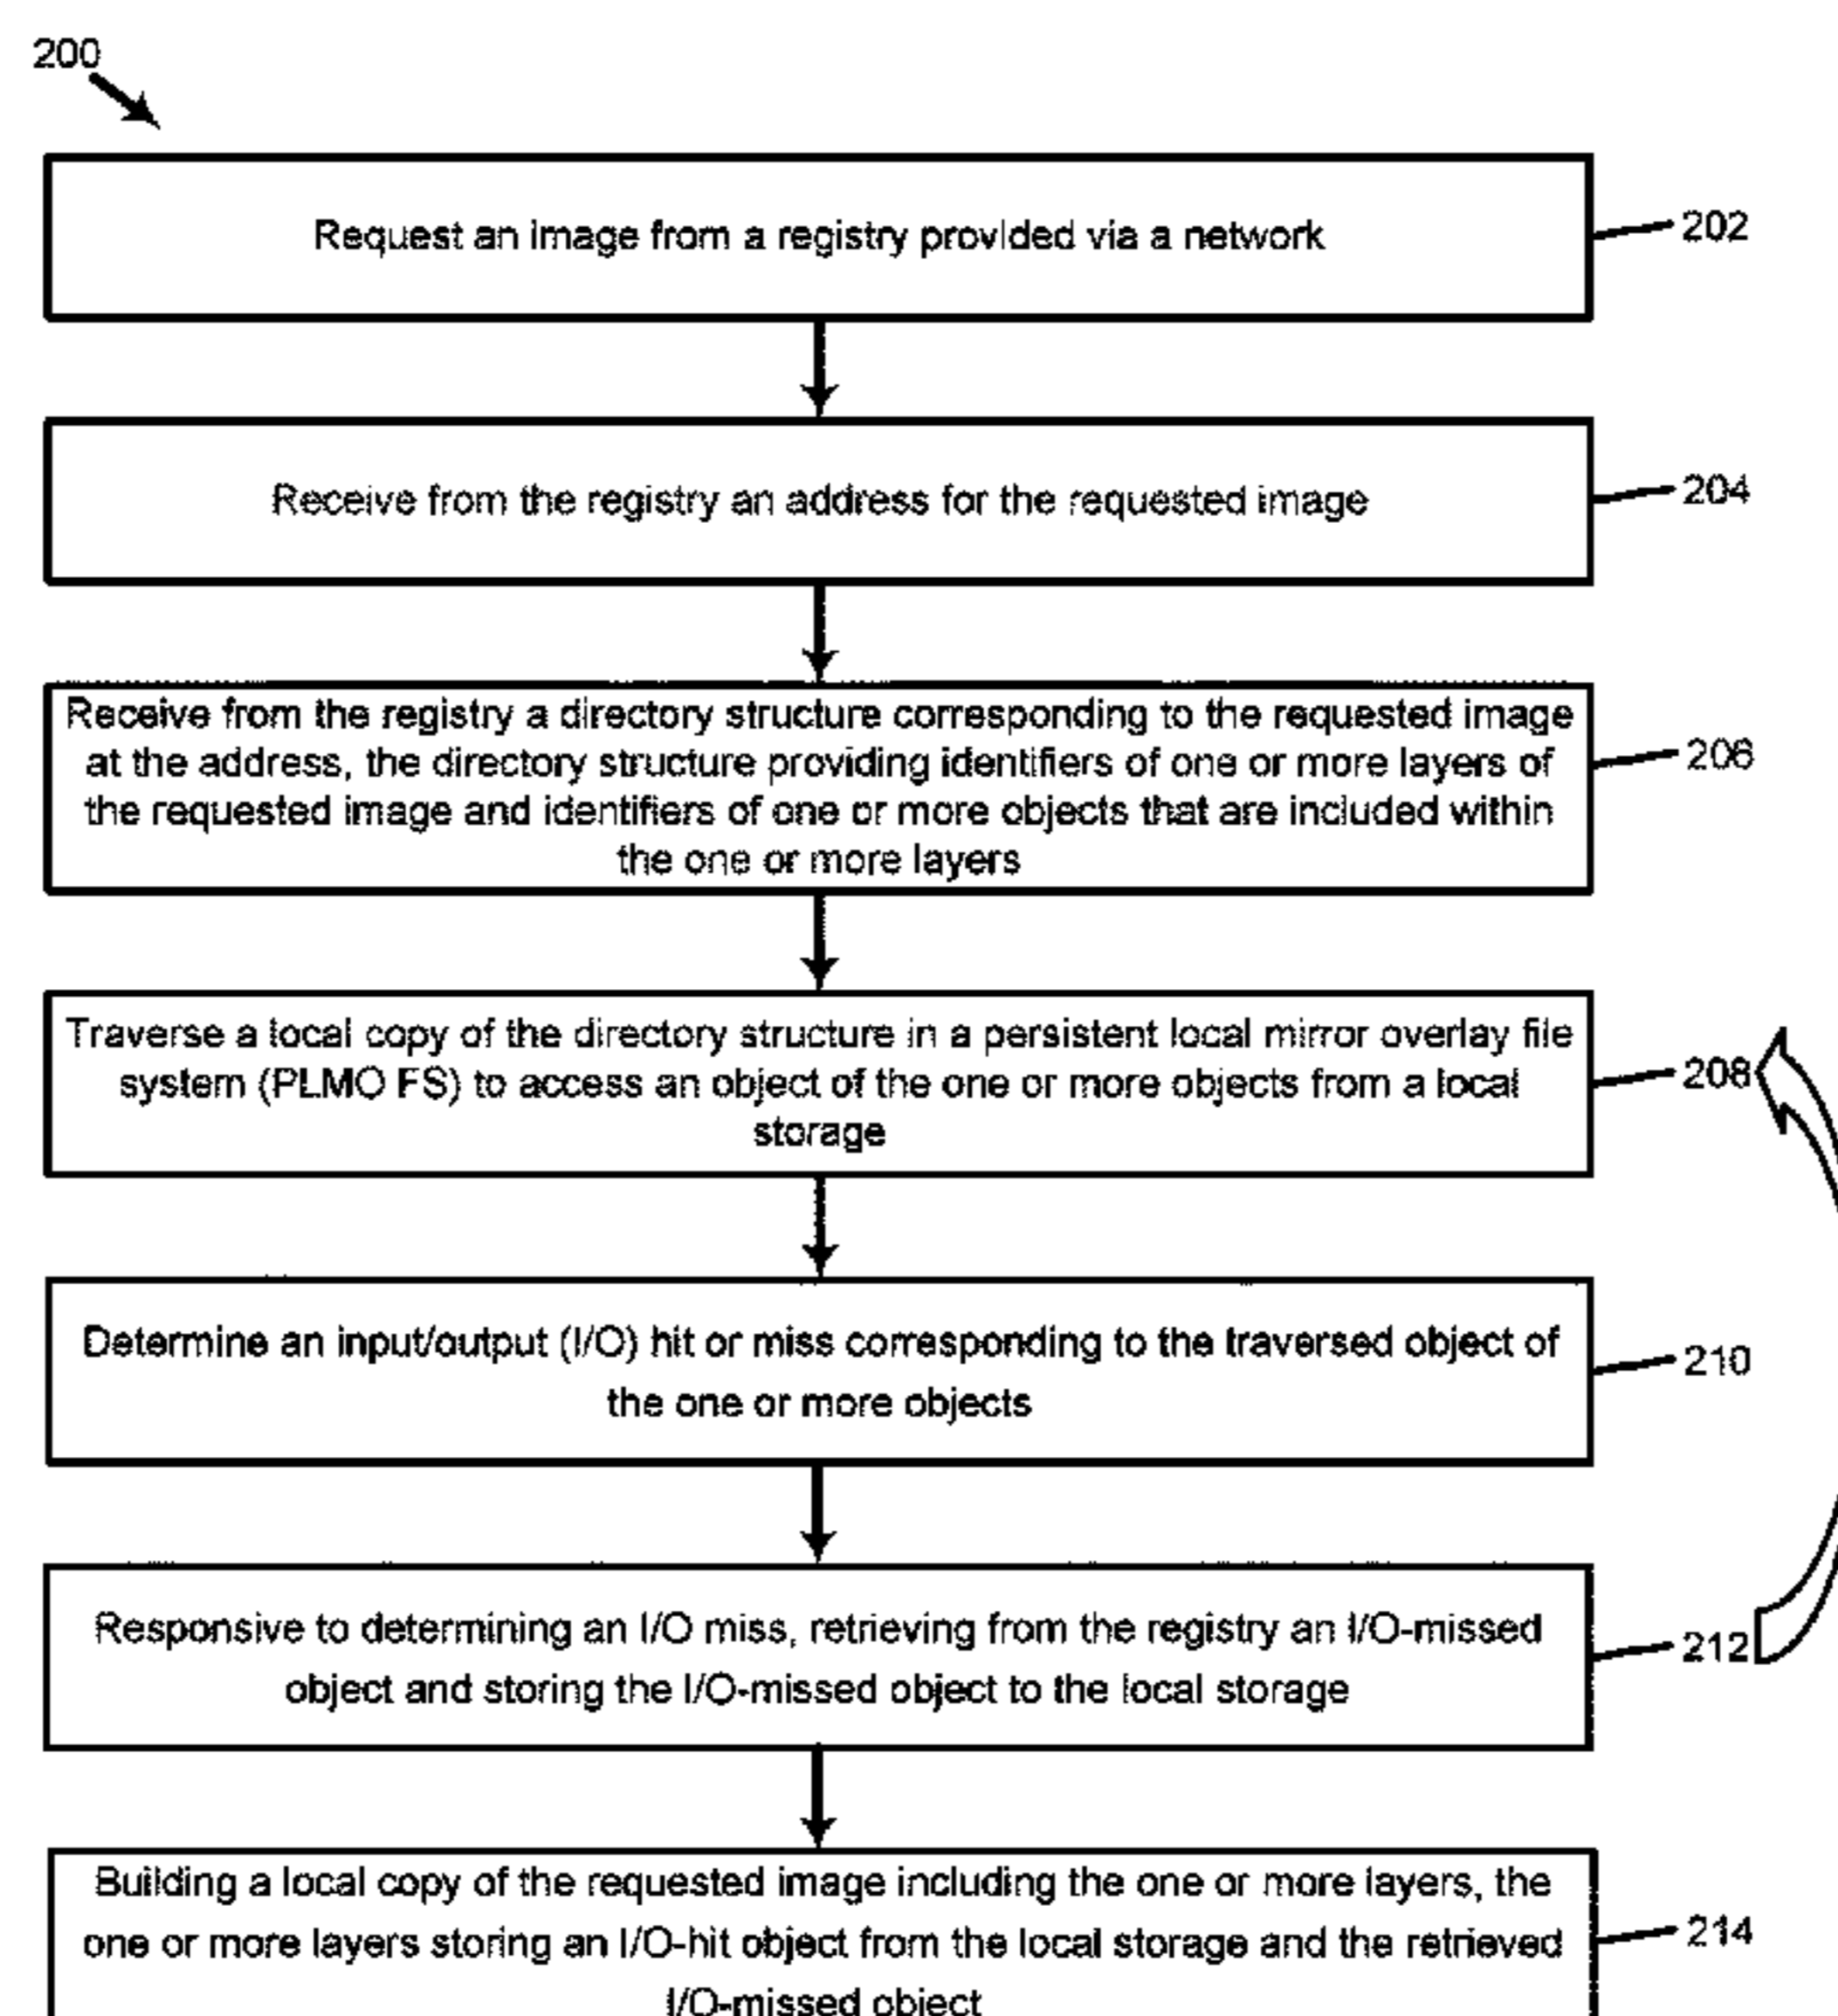 200
Request an image from a registry provided via a network
202
Receive from the registry an address for the requested image
204
Receive from the registry a directory structure corresponding to the requested image
at the address, the directory structure providing identifiers of one or more layers of
the requested image and identifiers of one or more objects that are included within
the one or more layers
206
Traverse a local copy of the directory structure in a persistent local mirror overlay file
system (PLMO FS) to access an object of the one or more objects from a local
storage
208
Determine an input/output (I/O) hit or miss corresponding to the traversed object of
the one or more objects
210
Responsive to determining an I/O miss, retrieving from the registry an I/O-missed
object and storing the I/O-missed object to the local storage
212
Building a local copy of the requested image including the one or more layers, the
one or more layers storing an I/O-hit object from the local storage and the retrieved
I/O-missed object
214